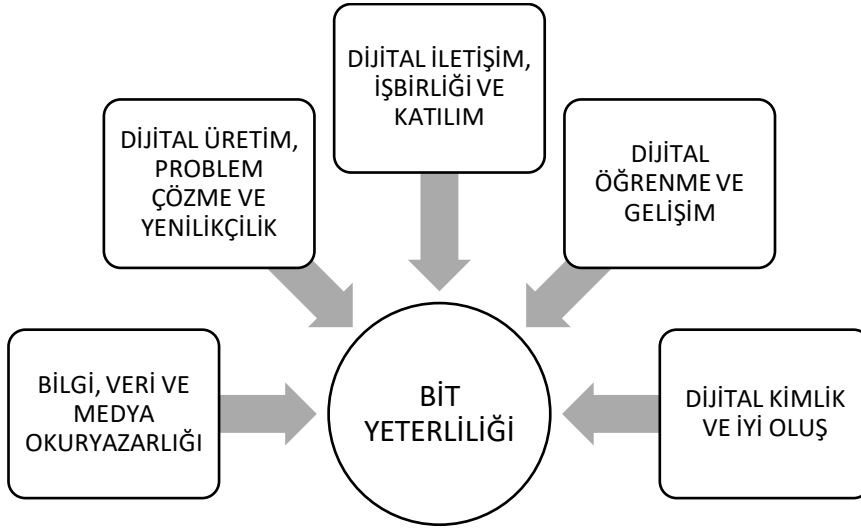 DİJİTAL İLETİŞİM,
İŞBİRLİĞİ VE
KATILIM
DİJİTAL ÜRETİM,
PROBLEM
ÇÖZME VE
YENİLİKÇİLİK
DİJİTAL
ÖĞRENME VE
GELİŞİM
BİLGİ, VERİ VE
MEDYA
OKURYAZARLIĞI
BİT
YETERLİLİĞİ
DİJİTAL KİMLİK
VE İYİ OLUŞ